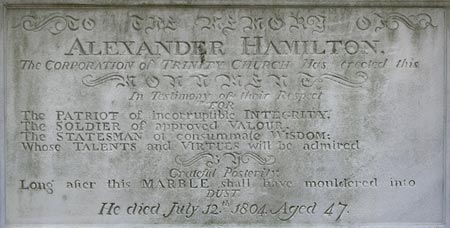 TO THE MEMORY OF
ALEXANDER HAMILTON.
The CORPORATION of TRINITY CHURCH Has erected this
MONUMENT
In Testimony of their Respect
FOR
The PATRIOT of incorruptible INTEGRITY.
The SOLDIER of approved VALOUR.
The STATESMAN of consummate WISDOM:
Whose TALENTS and VIRTUES will be admired
BY
Grateful Posterity
Long after this MARBLE shall have mouldered into
DUST
He died July 12.th 1804. Aged 47.